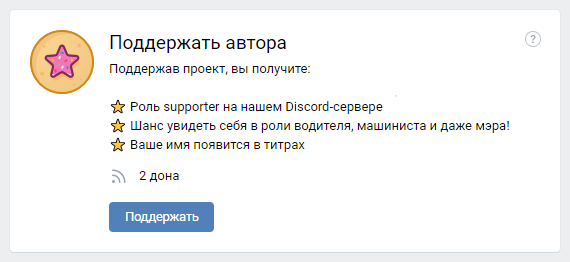 Поддержать автора
?
Поддержав проект, вы получите:
⭐ Роль supporter на нашем Discord-сервере
⭐ Шанс увидеть себя в роли водителя, машиниста и даже мэра!
⭐ Ваше имя появится в титрах
2 дона
Поддержать